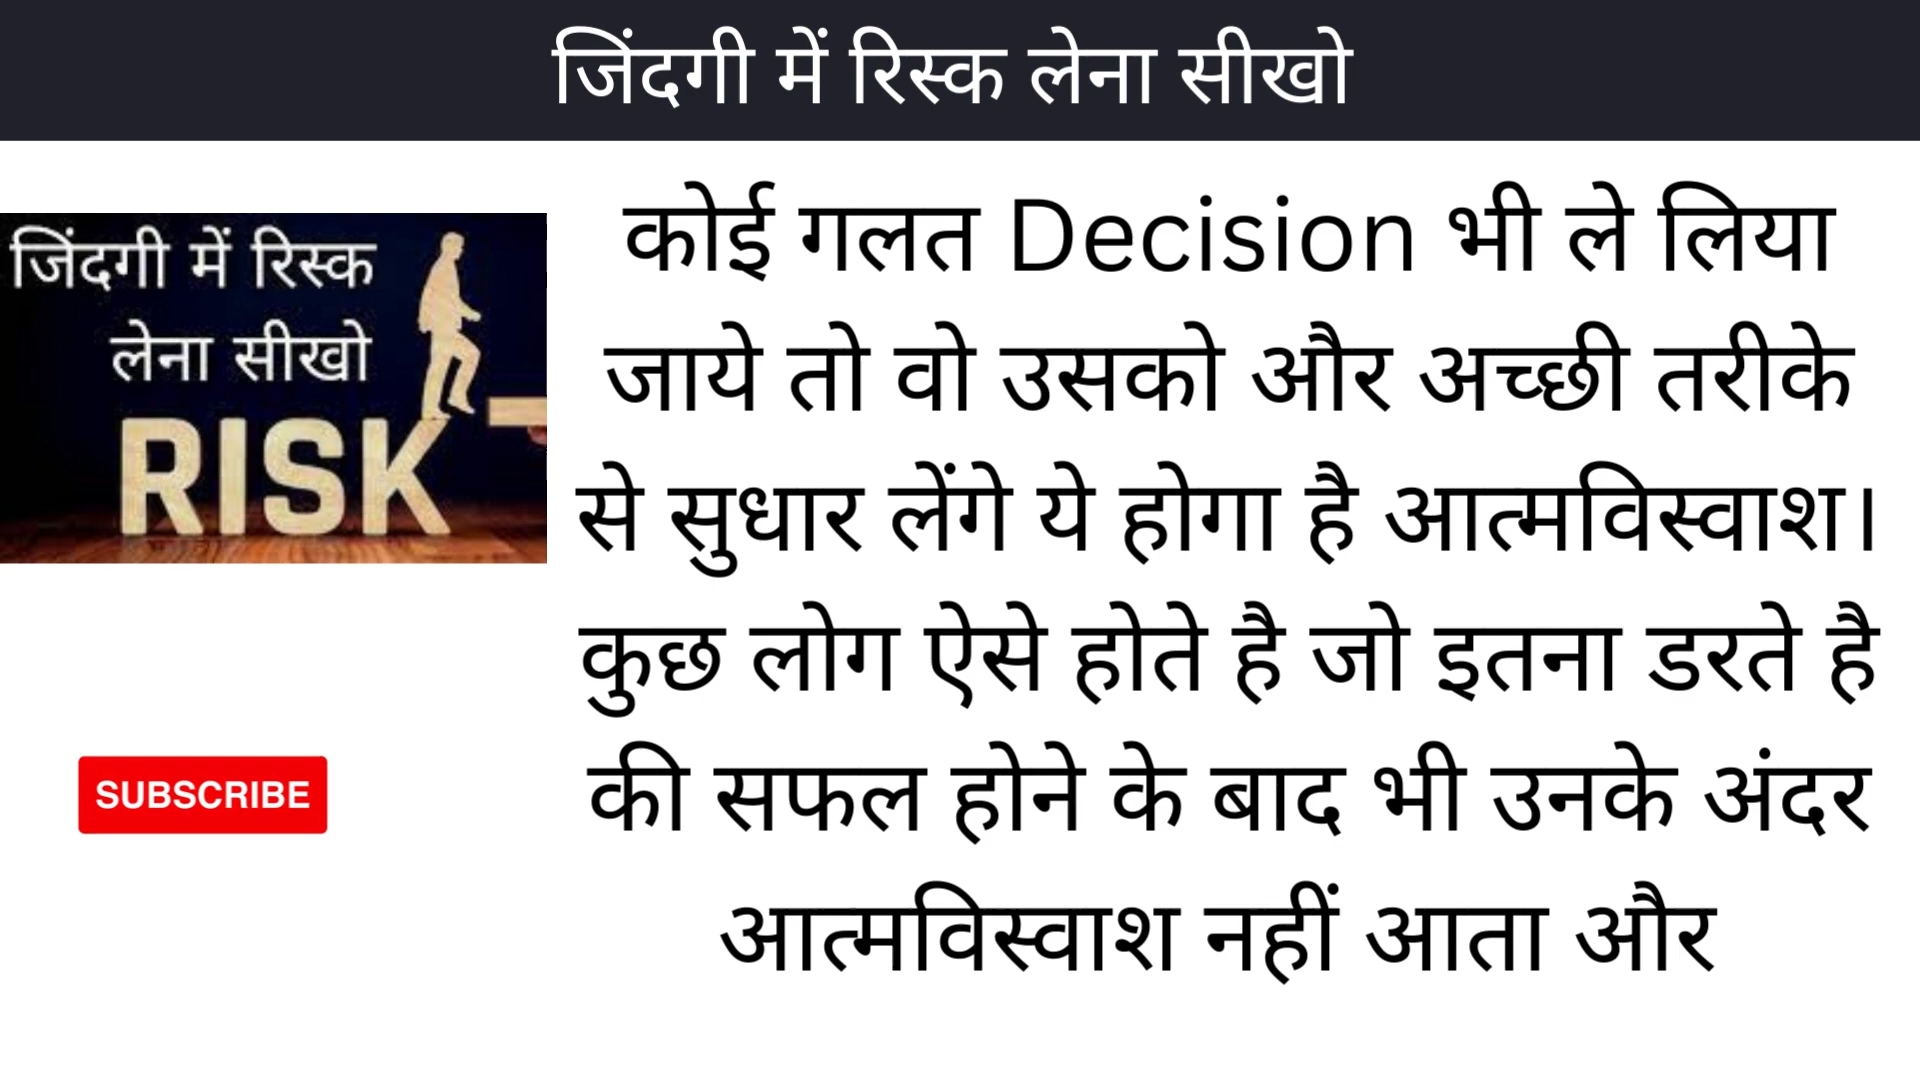 जिंदगी में रिस्क लेना सीखो
जिंदगी में रिस्क
लेना सीखो
RISK
SUBSCRIBE
कोई गलत Decision भी ले लिया
जाये तो वो उसको और अच्छी तरीके
से सुधार लेंगे ये होगा है आत्मविस्वाश।
कुछ लोग ऐसे होते है जो इतना डरते है
की सफल होने के बाद भी उनके अंदर
आत्मविस्वाश नहीं आता और